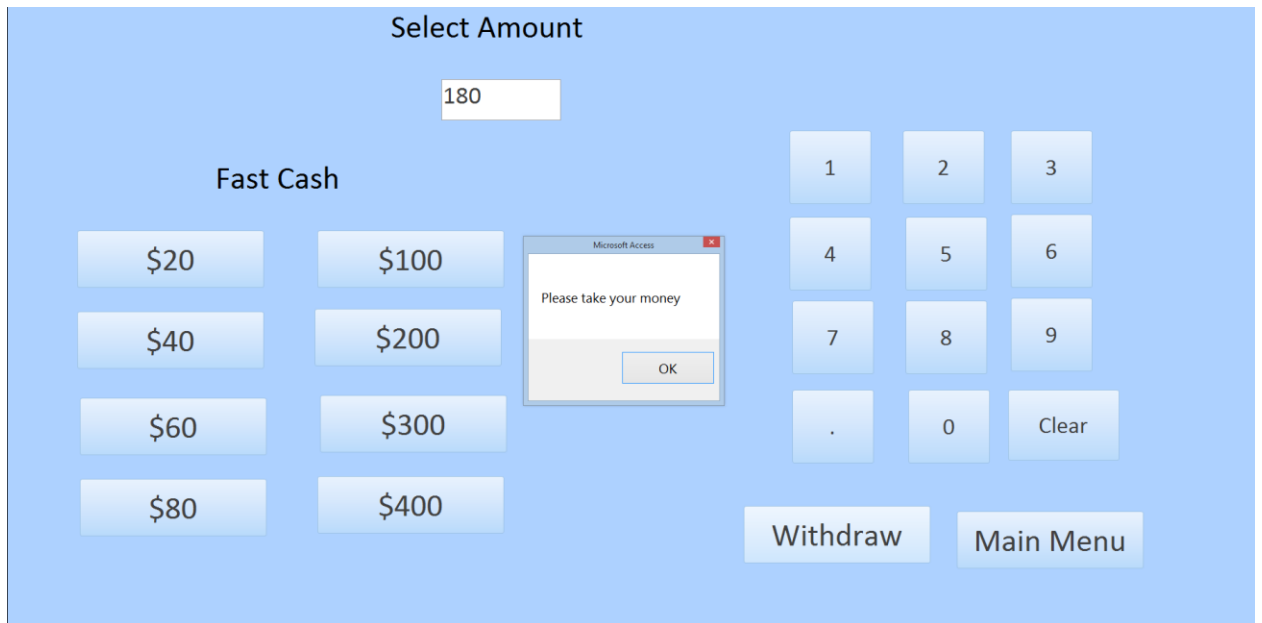 Select Amount
180
Fast Cash
$20
$100
$40
$200
$60
$300
$80
$400
Microsoft Access
Please take your money
OK
1 2 3
4 5 6
7 8 9
. 0 Clear
Withdraw
Main Menu